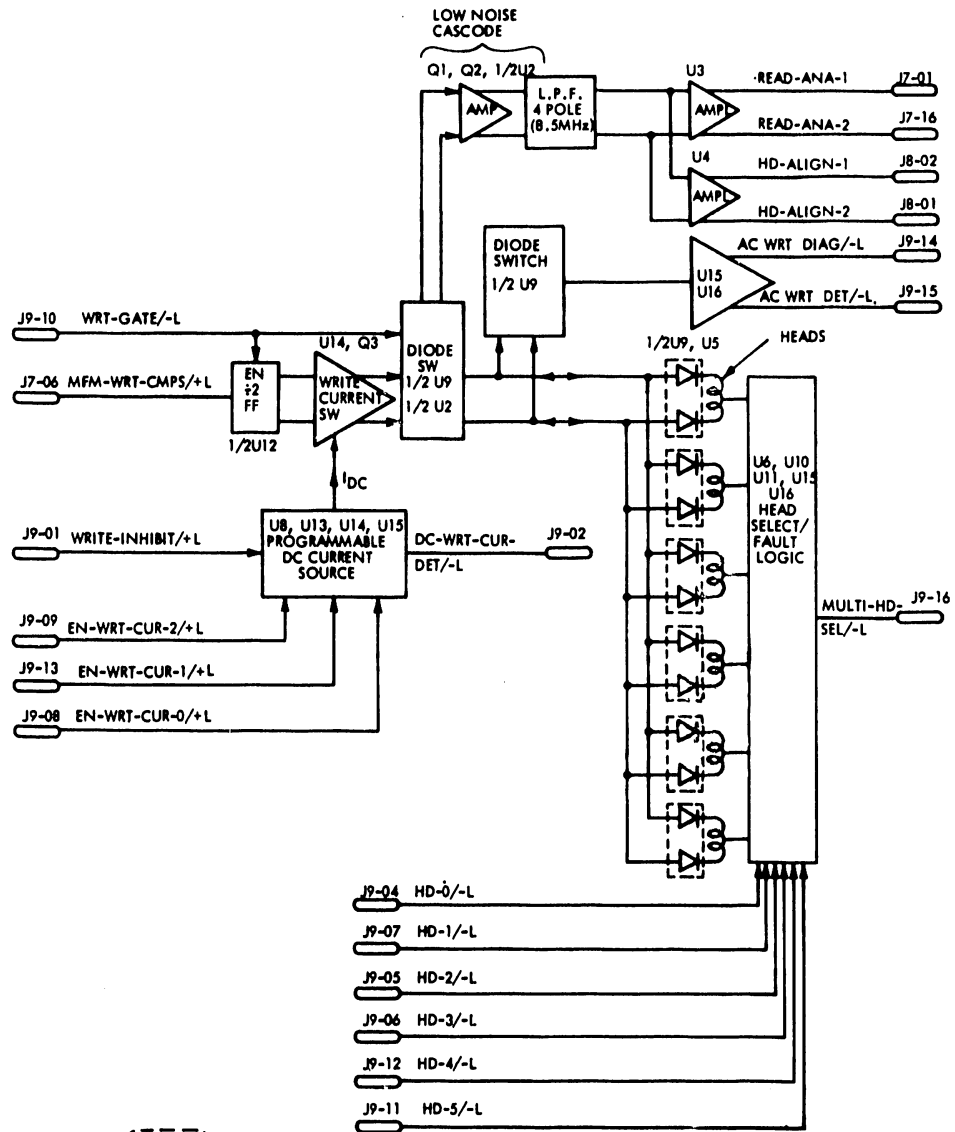 LOW NOISE
CASCODE
Q1, Q2, 1/2U2
AMP
L.P.F.
4 POLE
(8.5MHz)
U3
AMPL
READ-ANA-1
J7-01
READ-ANA-2
J7-16
U4
AMPL
HD-ALIGN-1
J8-02
HD-ALIGN-2
J8-01
DIODE
SWITCH
1/2 U9
U15
U16
AC WRT DIAG/-L
J9-14
AC WRT DET/-L.
J9-15
J9-10
WRT-GATE/-L
J7-06
MFM-WRT-CMPS/+L
EN
÷2
FF
1/2U12
U14, Q3
WRITE
CURRENT
SW
DIODE
SW
1/2 U9
1/2 U2
1/2U9, U5
HEADS
IDC
J9-01
WRITE-INHIBIT/+L
U8, U13, U14, U15
PROGRAMMABLE
DC CURRENT
SOURCE
DC-WRT-CUR-
DET/-L
J9-02
J9-09
EN-WRT-CUR-2/+L
J9-13
EN-WRT-CUR-1/+L
J9-08
EN-WRT-CUR-0/+L
U6, U10
U11, U15
U16
HEAD
SELECT/
FAULT
LOGIC
MULTI-HD-
SEL/-L
J9-16
J9-04 HD-0/-L
J9-07 HD-1/-L
J9-05 HD-2/-L
J9-06 HD-3/-L
J9-12 HD-4/-L
J9-11 HD-5/-L